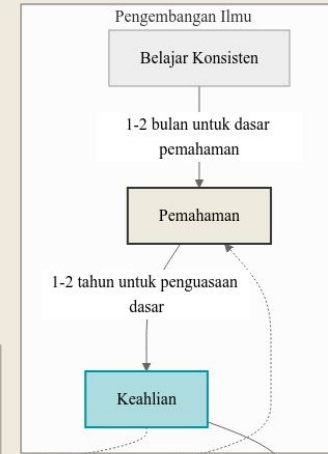 Pengembangan Ilmu
Belajar Konsisten
1-2 bulan untuk dasar
pemahaman
Pemahaman
1-2 tahun untuk penguasaan
dasar
Keahlian